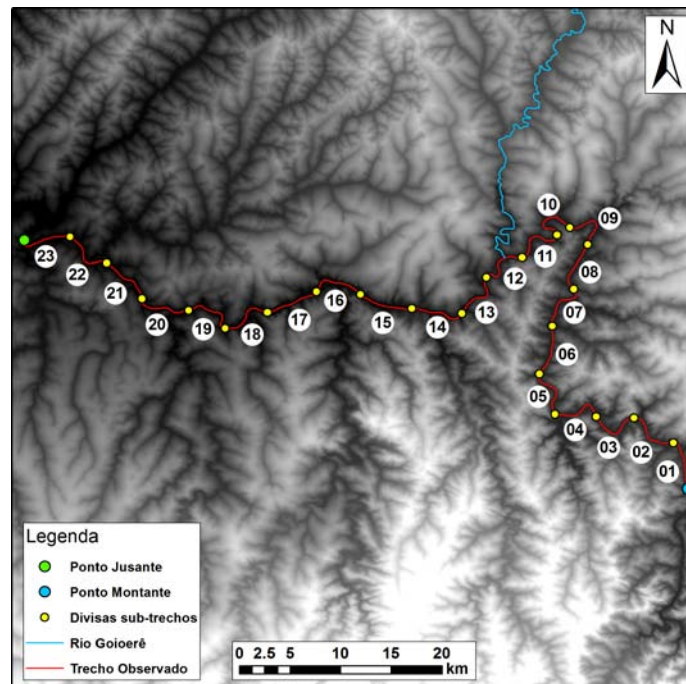 N
10
09
11
08
12
23
22
07
13
21
16
06
20
19
17
15
14
18
05
04
03
02
01
Legenda
Ponto Jusante
Ponto Montante
Divisas sub-trechos
Rio Goioerê
Trecho Observado
0 2.5 5 10 15 20
km